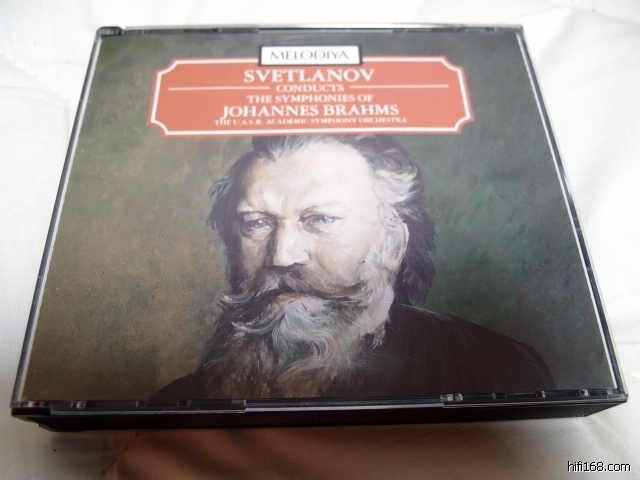 MELODIYA
SVETLANOV
CONDUCTS
THE SYMPHONIES OF
JOHANNES BRAHMS
THE U.S.S.R. ACADEMIC SYMPHONY ORCHESTRA
hifi168.com